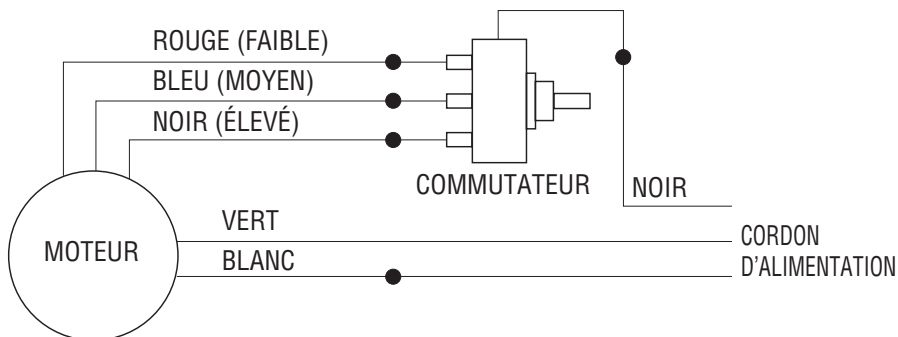 ROUGE (FAIBLE)
BLEU (MOYEN)
NOIR (ÉLEVÉ)
COMMUTATEUR
NOIR
VERT
MOTEUR
BLANC
CORDON
D'ALIMENTATION